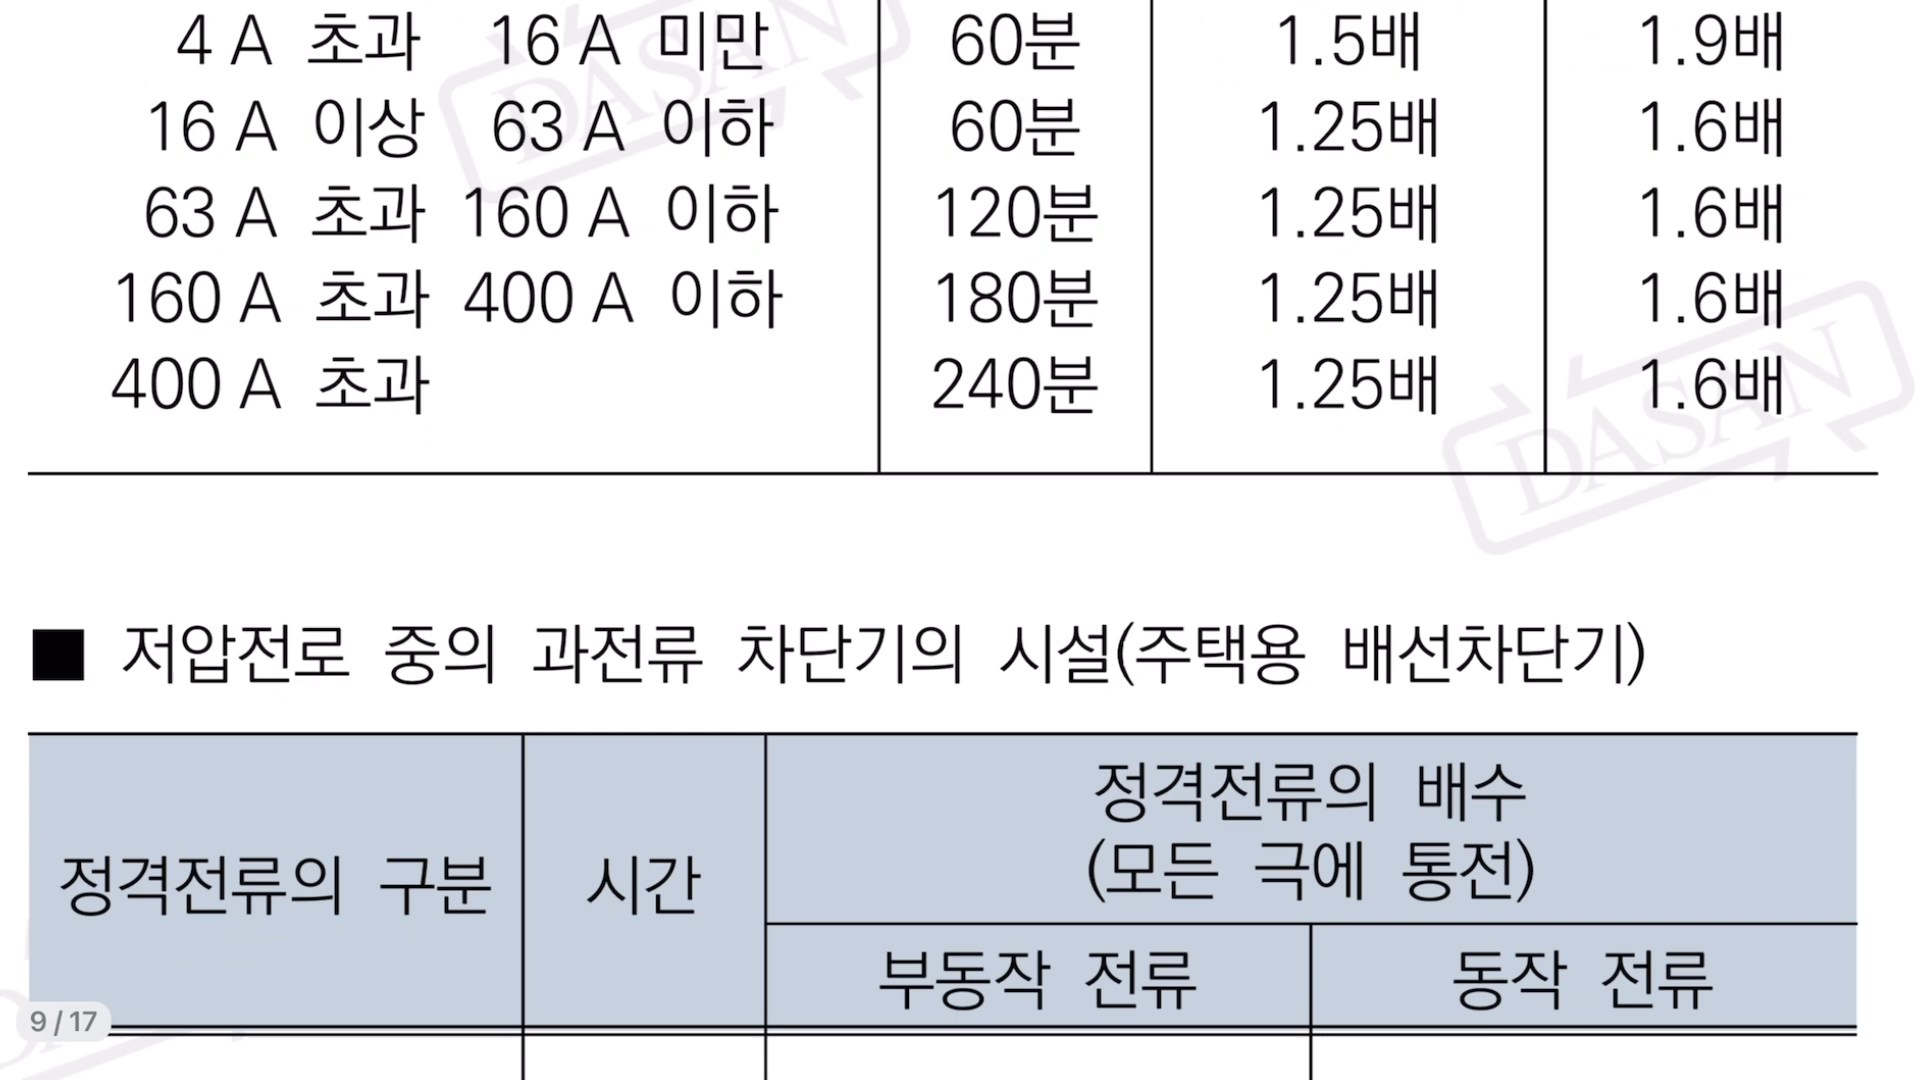 4 A 초과 16 A 미만 60분 1.5배 1.9배
16 A 이상 63 A 이하 60분 1.25배 1.6배
63 A 초과 160 A 이하 120분 1.25배 1.6배
160 A 초과 400 A 이하 180분 1.25배 1.6배
400 A 초과 240분 1.25배 1.6배
DASAN
DASAN
■ 저압전로 중의 과전류 차단기의 시설(주택용 배선차단기)
정격전류의 구분 시간 정격전류의 배수
(모든 극에 통전)
부동작 전류 동작 전류
9 / 17